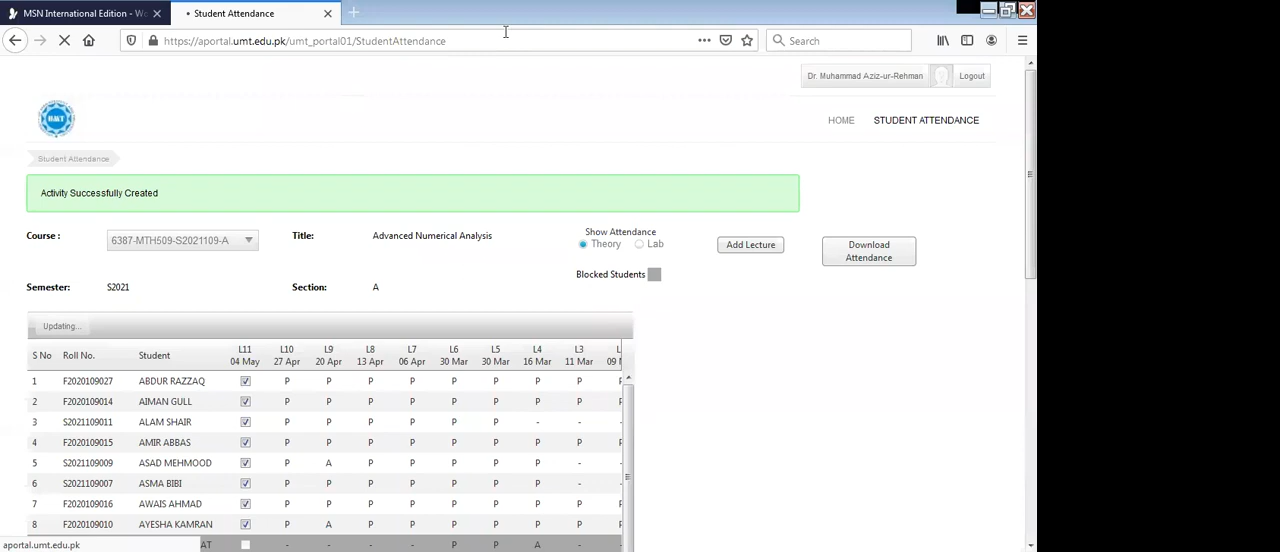 MSN International Edition - Wo
Student Attendance
https://aportal.umt.edu.pk/umt_portal01/StudentAttendance
Search
Dr. Muhammad Aziz-ur-Rehman
Logout
UMT
HOME
STUDENT ATTENDANCE
Student Attendance
Activity Successfully Created
Course :
6387-MTH509-S2021109-A
Title:
Advanced Numerical Analysis
Show Attendance
Theory Lab
Add Lecture
Download Attendance
Blocked Students
Semester:
S2021
Section:
A
Updating...
S No Roll No. Student L11 L10 L9 L8 L7 L6 L5 L4 L3
04 May 27 Apr 20 Apr 13 Apr 06 Apr 30 Mar 30 Mar 16 Mar 11 Mar 09
1 F2020109027 ABDUR RAZZAQ P P P P P P P P
2 F2020109014 AIMAN GULL P P P P P P P P
3 S2021109011 ALAM SHAIR P P P P P P - - -
4 F2020109015 AMIR ABBAS P P P P P P P P
5 S2021109009 ASAD MEHMOOD P A P P P P P - -
6 S2021109007 ASMA BIBI P P P P P P P - -
7 F2020109016 AWAIS AHMAD P P P P P P P P
8 F2020109010 AYESHA KAMRAN P A P P P P P P
AT - - - - P P A - -
aportal.umt.edu.pk